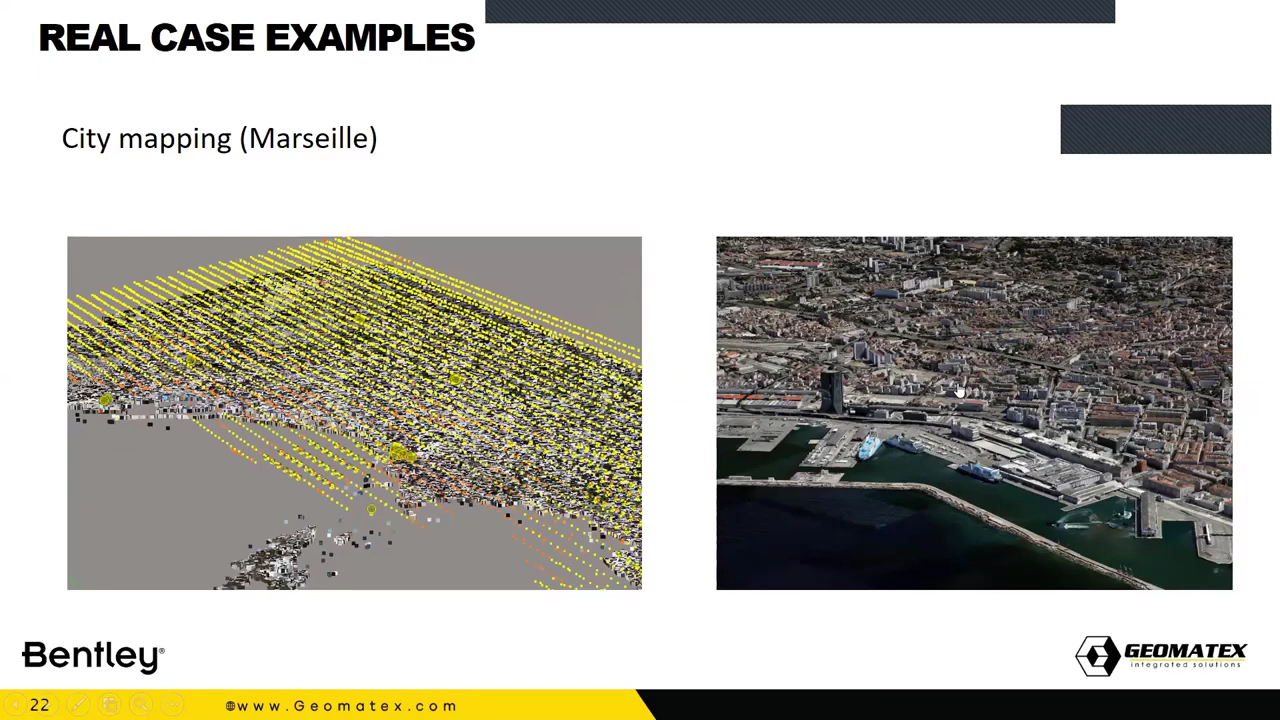 REAL CASE EXAMPLES
City mapping (Marseille)
Bentley®
GEOMATEX
integrated solutions
22
www.Geomatex.com